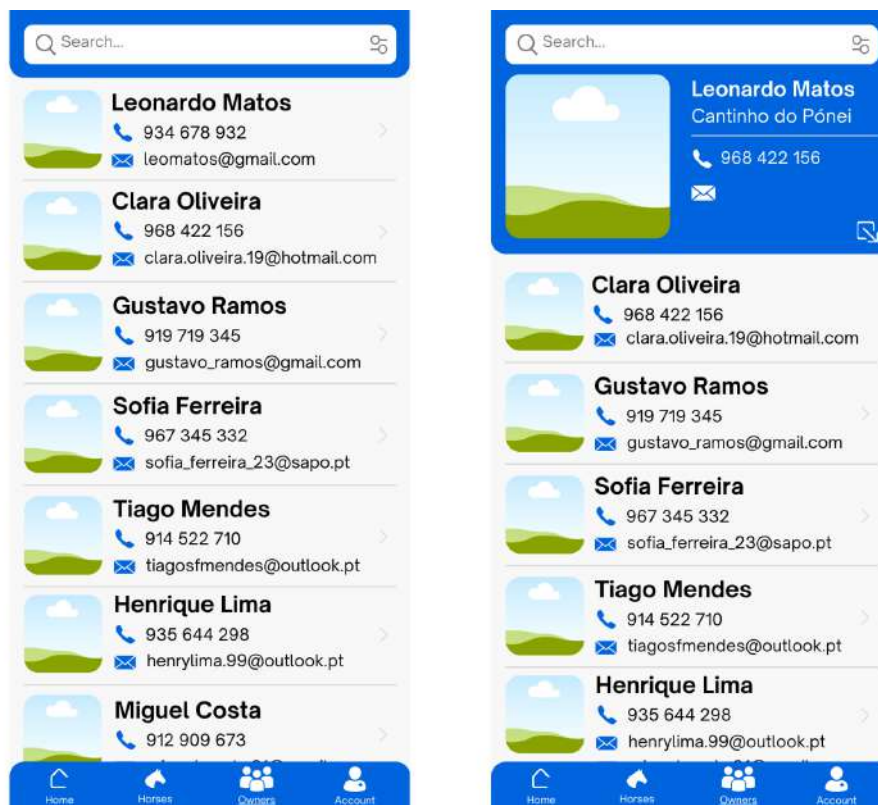 Search...
Leonardo Matos
934 678 932
leomatos@gmail.com
Clara Oliveira
968 422 156
clara.oliveira.19@hotmail.com
Gustavo Ramos
919 719 345
gustavo_ramos@gmail.com
Sofia Ferreira
967 345 332
sofia_ferreira_23@sapo.pt
Tiago Mendes
914 522 710
tiagosfmendes@outlook.pt
Henrique Lima
935 644 298
henrylima.99@outlook.pt
Miguel Costa
912 909 673
Home Horses Owners Account
Search...
Leonardo Matos
Cantinho do Pónei
968 422 156
Clara Oliveira
968 422 156
clara.oliveira.19@hotmail.com
Gustavo Ramos
919 719 345
gustavo_ramos@gmail.com
Sofia Ferreira
967 345 332
sofia_ferreira_23@sapo.pt
Tiago Mendes
914 522 710
tiagosfmendes@outlook.pt
Henrique Lima
935 644 298
henrylima.99@outlook.pt
Home Horses Owners Account